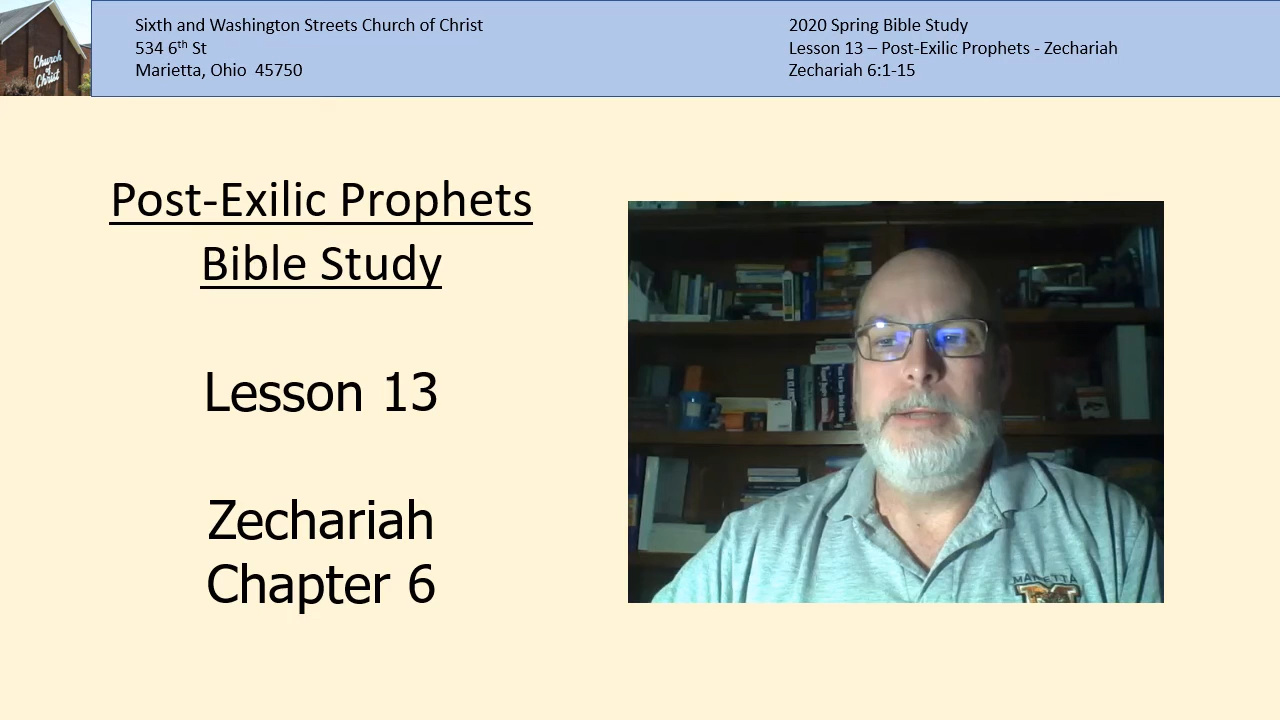 Sixth and Washington Streets Church of Christ
534 6th St
Marietta, Ohio 45750
2020 Spring Bible Study
Lesson 13 – Post-Exilic Prophets - Zechariah
Zechariah 6:1-15
Church
of
Christ
Post-Exilic Prophets
Bible Study
Lesson 13
Zechariah
Chapter 6
MARIETTA
M